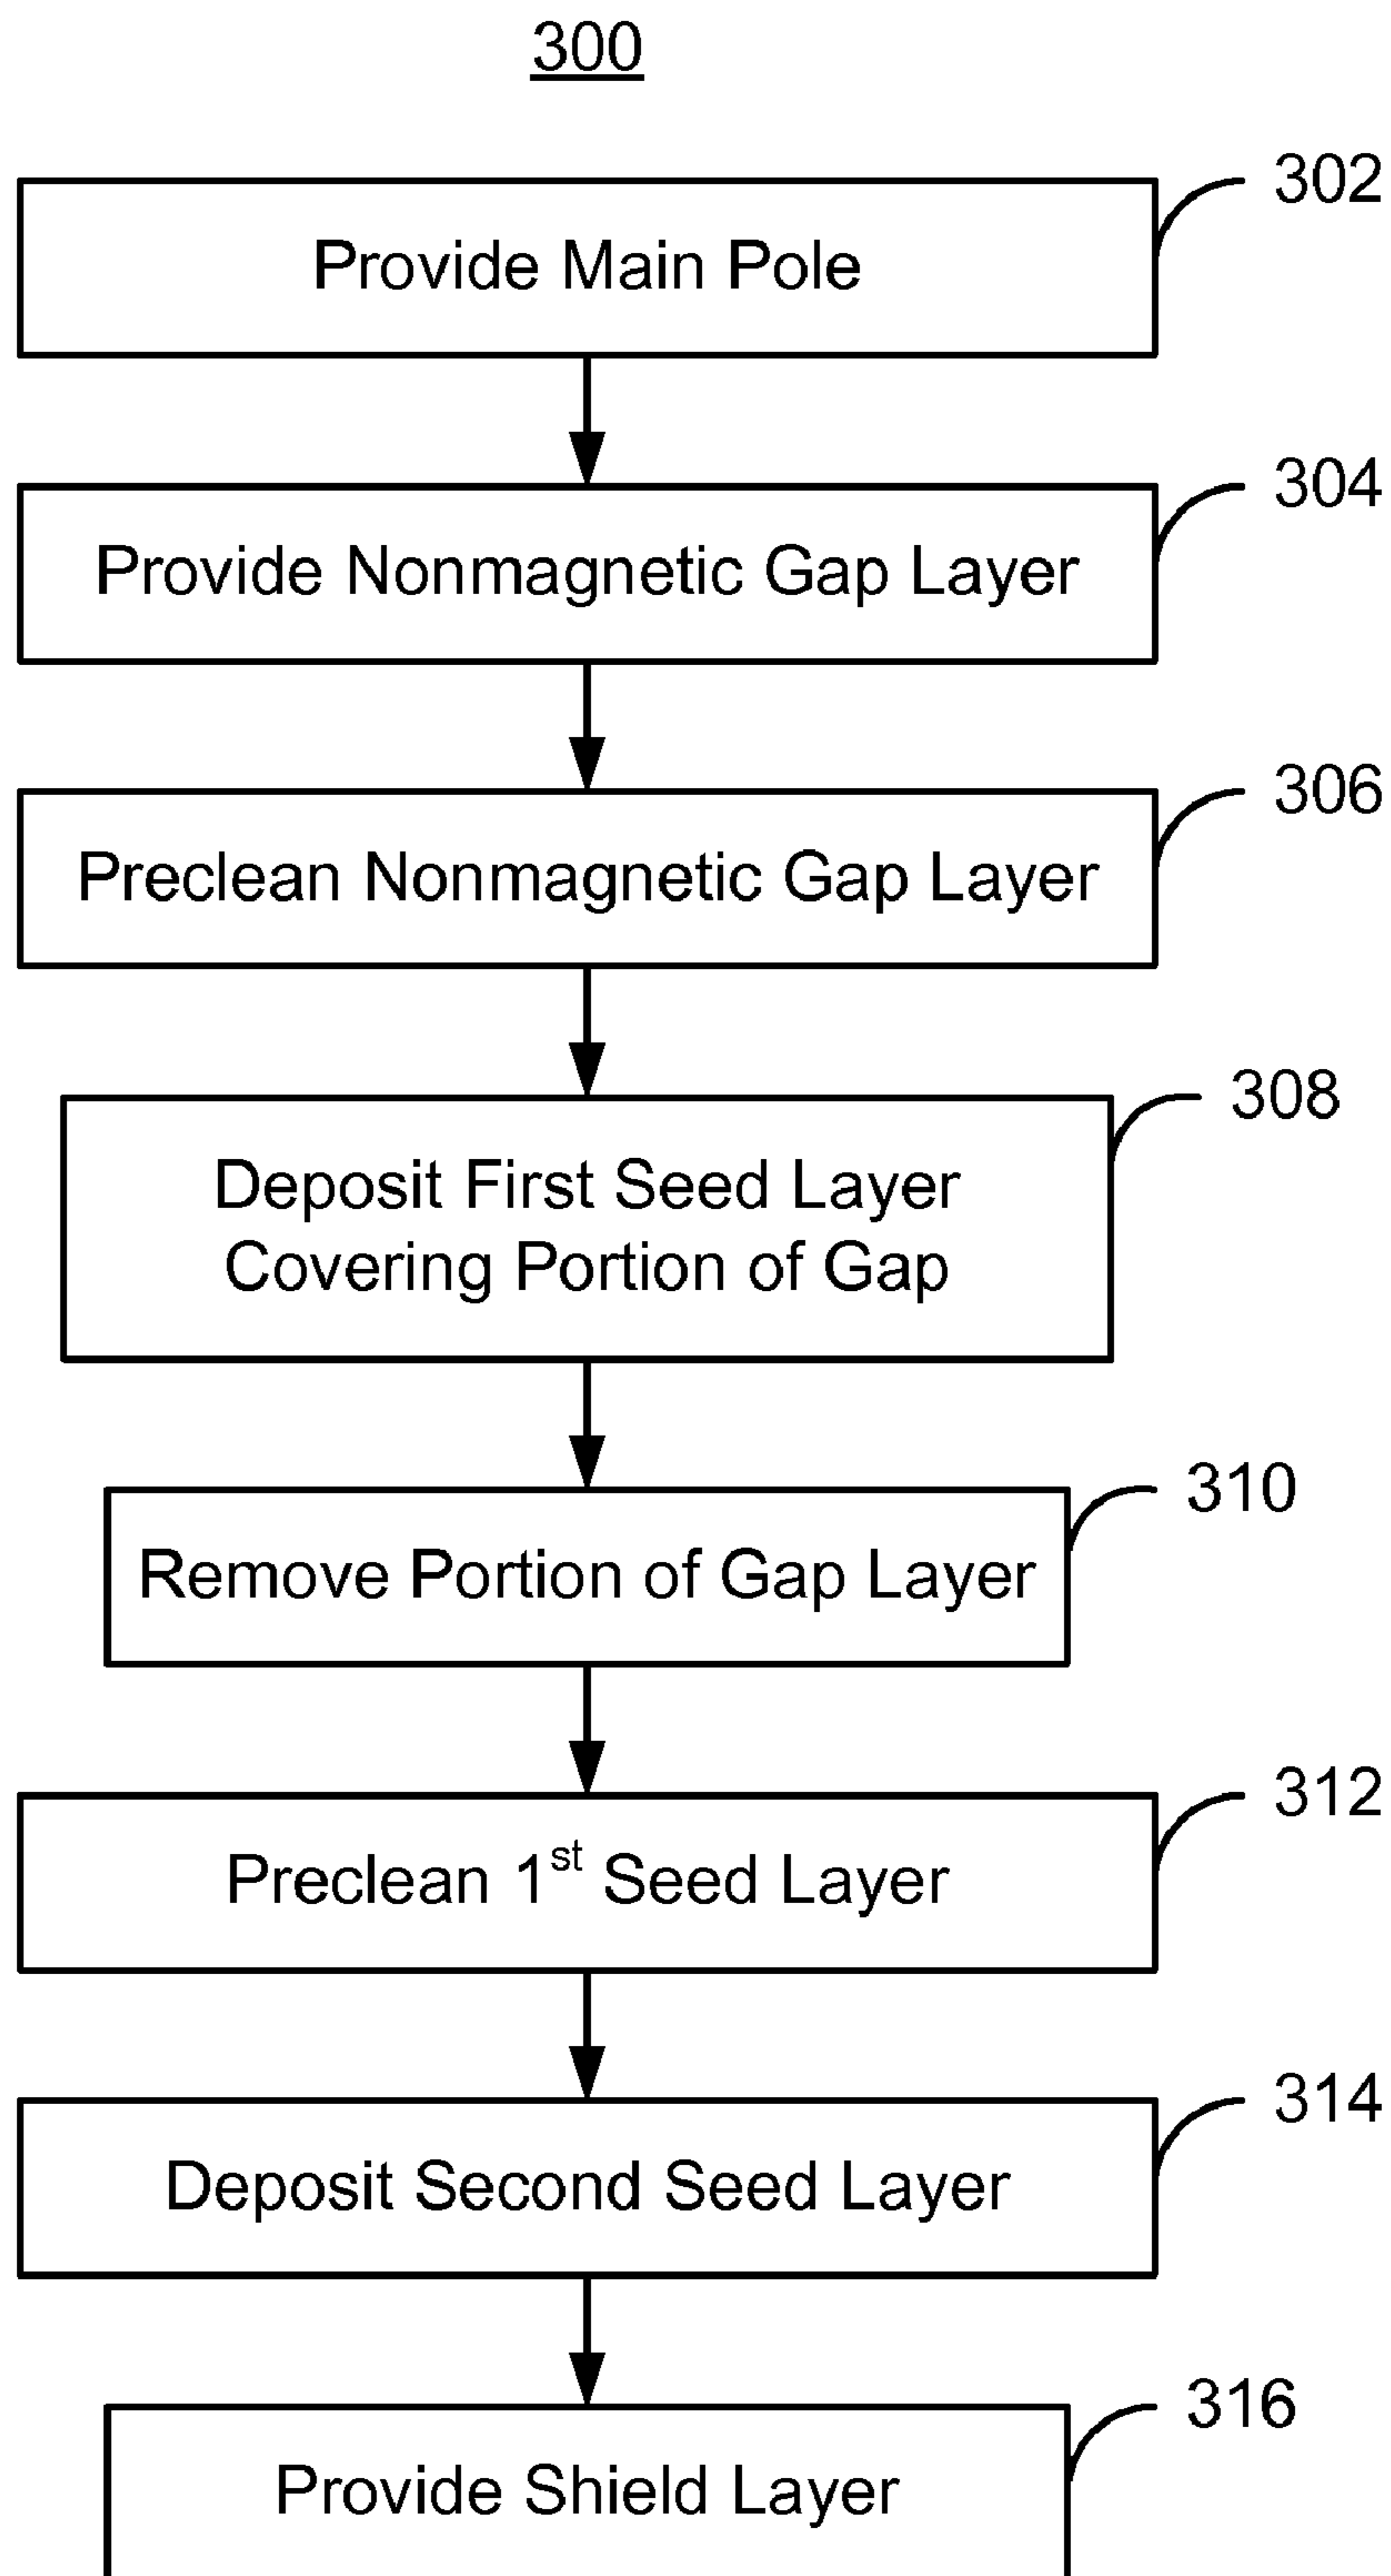 300
302
Provide Main Pole
304
Provide Nonmagnetic Gap Layer
306
Preclean Nonmagnetic Gap Layer
308
Deposit First Seed Layer
Covering Portion of Gap
310
Remove Portion of Gap Layer
312
Preclean 1st Seed Layer
314
Deposit Second Seed Layer
316
Provide Shield Layer